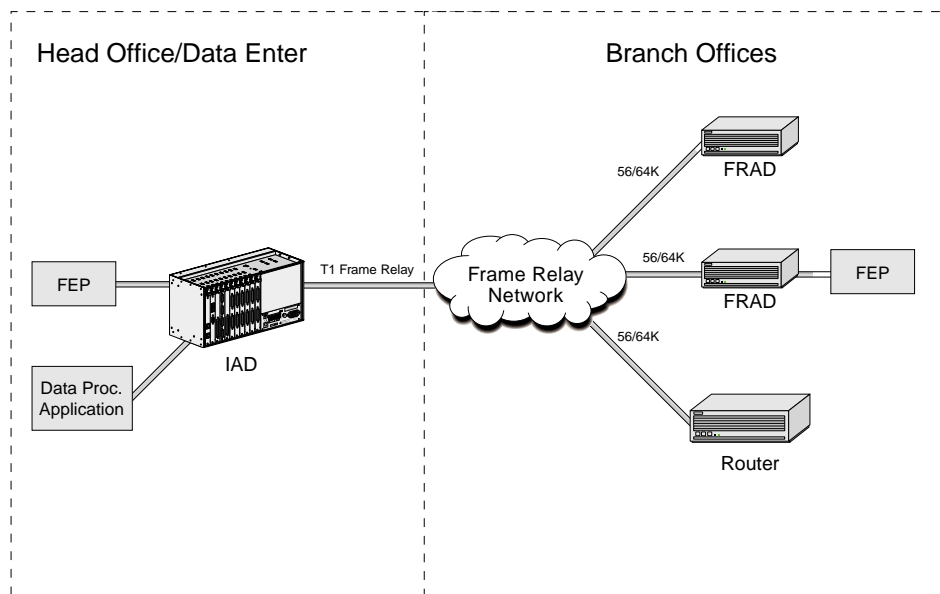 Head Office/Data Enter
Branch Offices
FRAD
56/64K
T1 Frame Relay
FEP
IAD
Data Proc.
Application
Frame Relay
Network
56/64K
FRAD
FEP
56/64K
Router